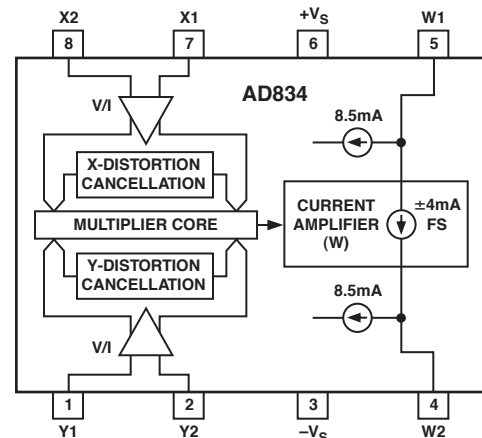 X2 X1 +VS W1
8 7 6 5
AD834
V/I
8.5mA
X-DISTORTION
CANCELLATION
MULTIPLIER CORE
CURRENT
AMPLIFIER
(W)
±4mA
FS
Y-DISTORTION
CANCELLATION
8.5mA
V/I
1 2 3 4
Y1 Y2 –VS W2